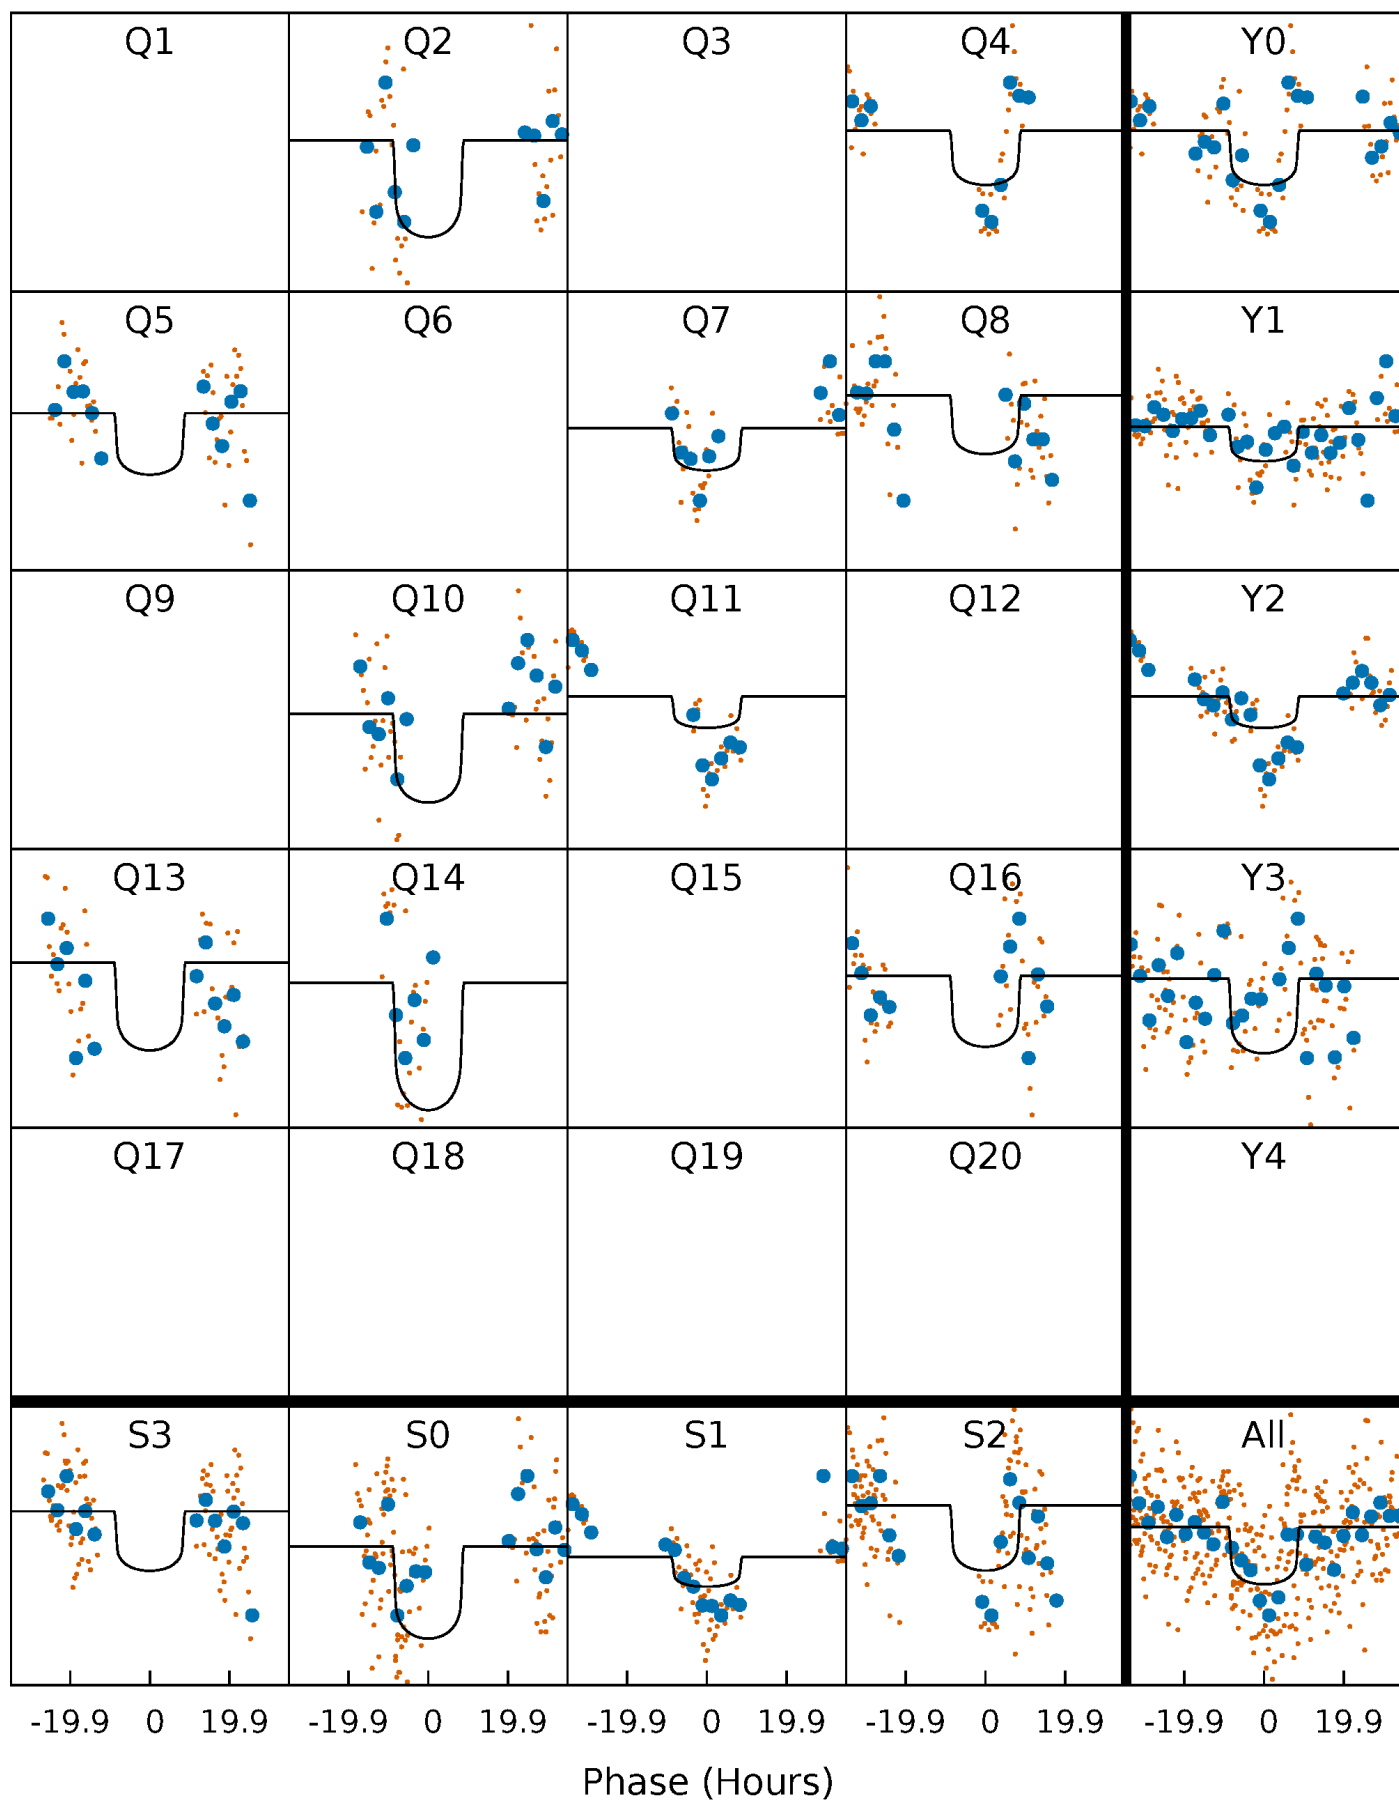 Q1 Q2 Q3 Q4 Y0
Q5 Q6 Q7 Q8 Y1
Q9 Q10 Q11 Q12 Y2
Q13 Q14 Q15 Q16 Y3
Q17 Q18 Q19 Q20 Y4
S3 S0 S1 S2 All
-19.9 0 19.9 -19.9 0 19.9 -19.9 0 19.9 -19.9 0 19.9 -19.9 0 19.9
Phase (Hours)